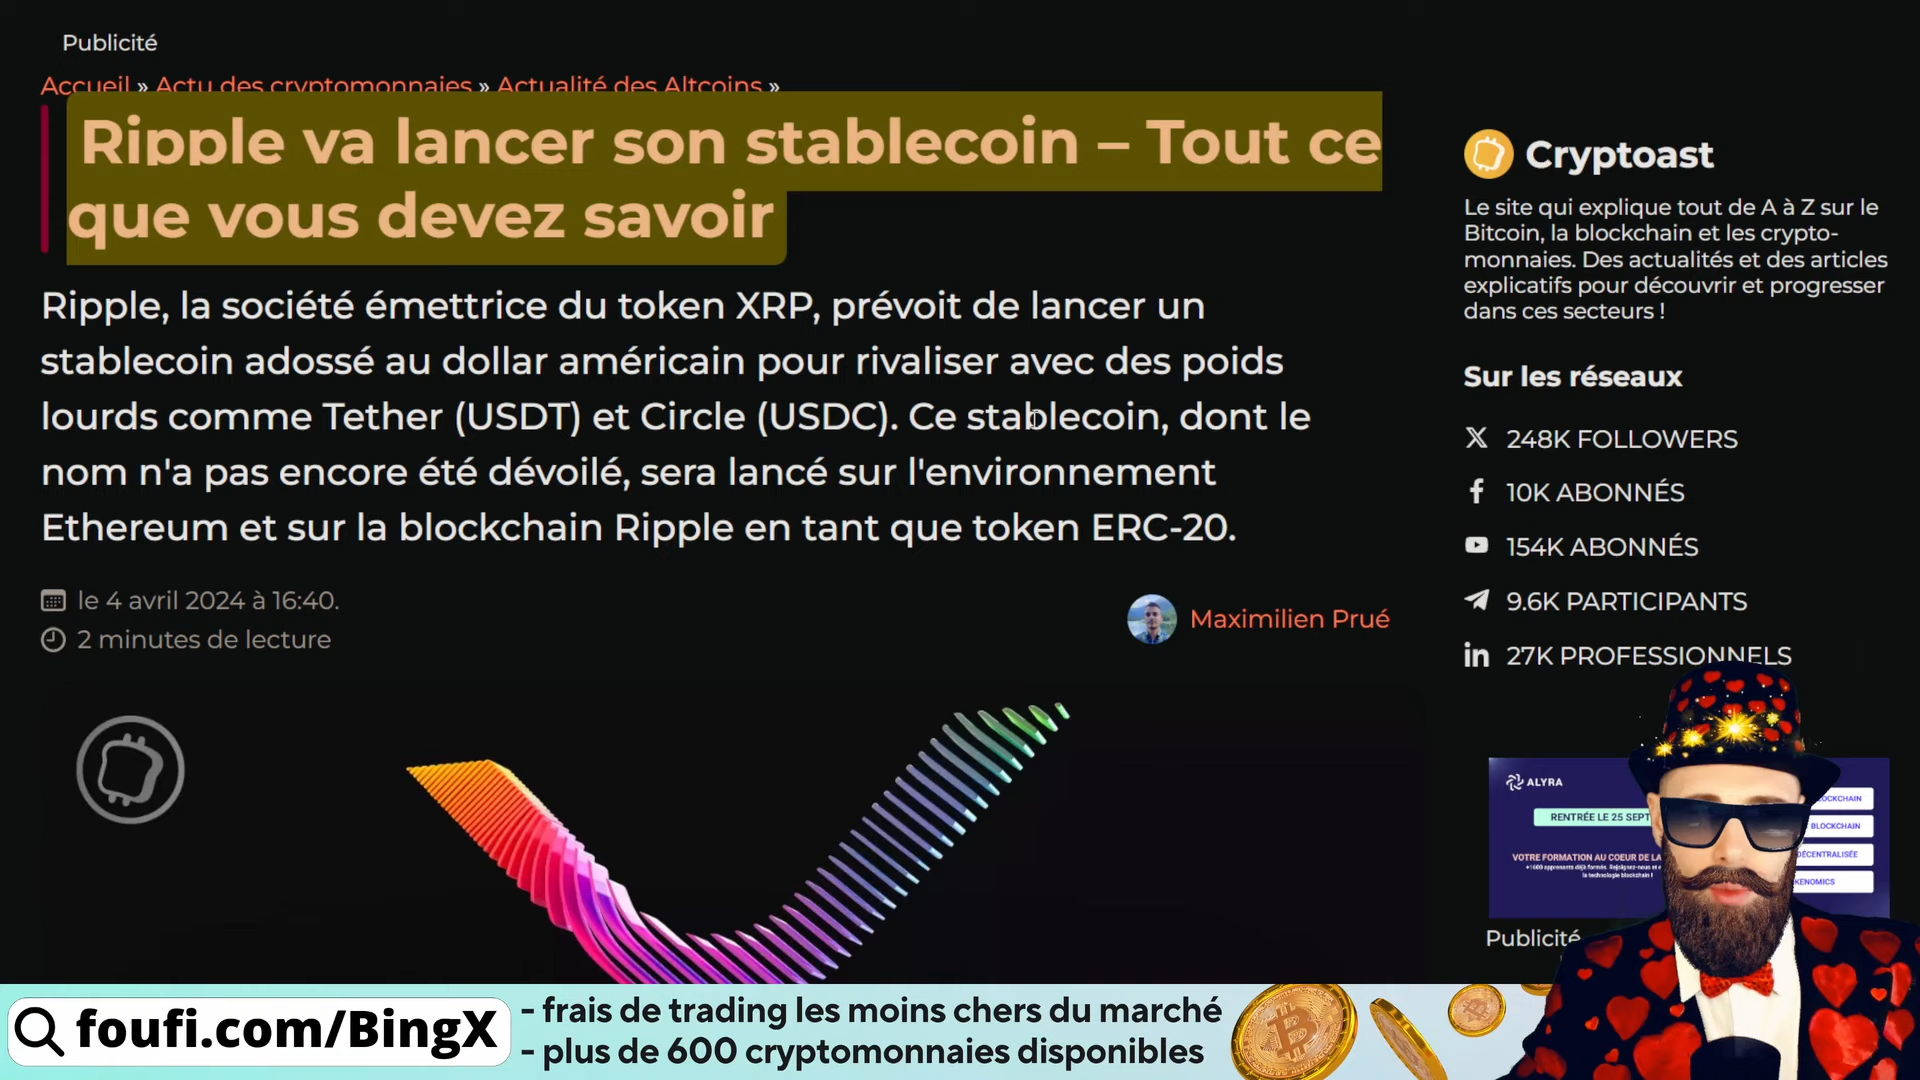 Publicité
Accueil » Actu des cryptomonnaies » Actualité des Altcoins »
Ripple va lancer son stablecoin – Tout ce
que vous devez savoir
Ripple, la société émettrice du token XRP, prévoit de lancer un
stablecoin adossé au dollar américain pour rivaliser avec des poids
lourds comme Tether (USDT) et Circle (USDC). Ce stablecoin, dont le
nom n'a pas encore été dévoilé, sera lancé sur l'environnement
Ethereum et sur la blockchain Ripple en tant que token ERC-20.
le 4 avril 2024 à 16:40.
2 minutes de lecture
Maximilien Prué
Cryptoast
Le site qui explique tout de A à Z sur le
Bitcoin, la blockchain et les crypto-
monnaies. Des actualités et des articles
explicatifs pour découvrir et progresser
dans ces secteurs !
Sur les réseaux
248K FOLLOWERS
10K ABONNÉS
154K ABONNÉS
9.6K PARTICIPANTS
27K PROFESSIONNELS
ALYRA
RENTRÉE LE 25 SEPT
VOTRE FORMATION AU COEUR DE LA
la technologie blockchain !
BLOCKCHAIN
Publicité
foufi.com/BingX
- frais de trading les moins chers du marché
- plus de 600 cryptomonnaies disponibles